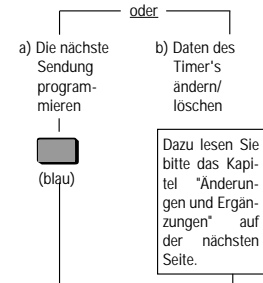 oder
a) Die nächste
Sendung
program-
mieren
(blau)
b) Daten des
Timer's
ändern/
löschen
Dazu lesen Sie
bitte das Kapi-
tel "Änderun-
gen und Ergän-
zungen" auf
der nächsten
Seite.